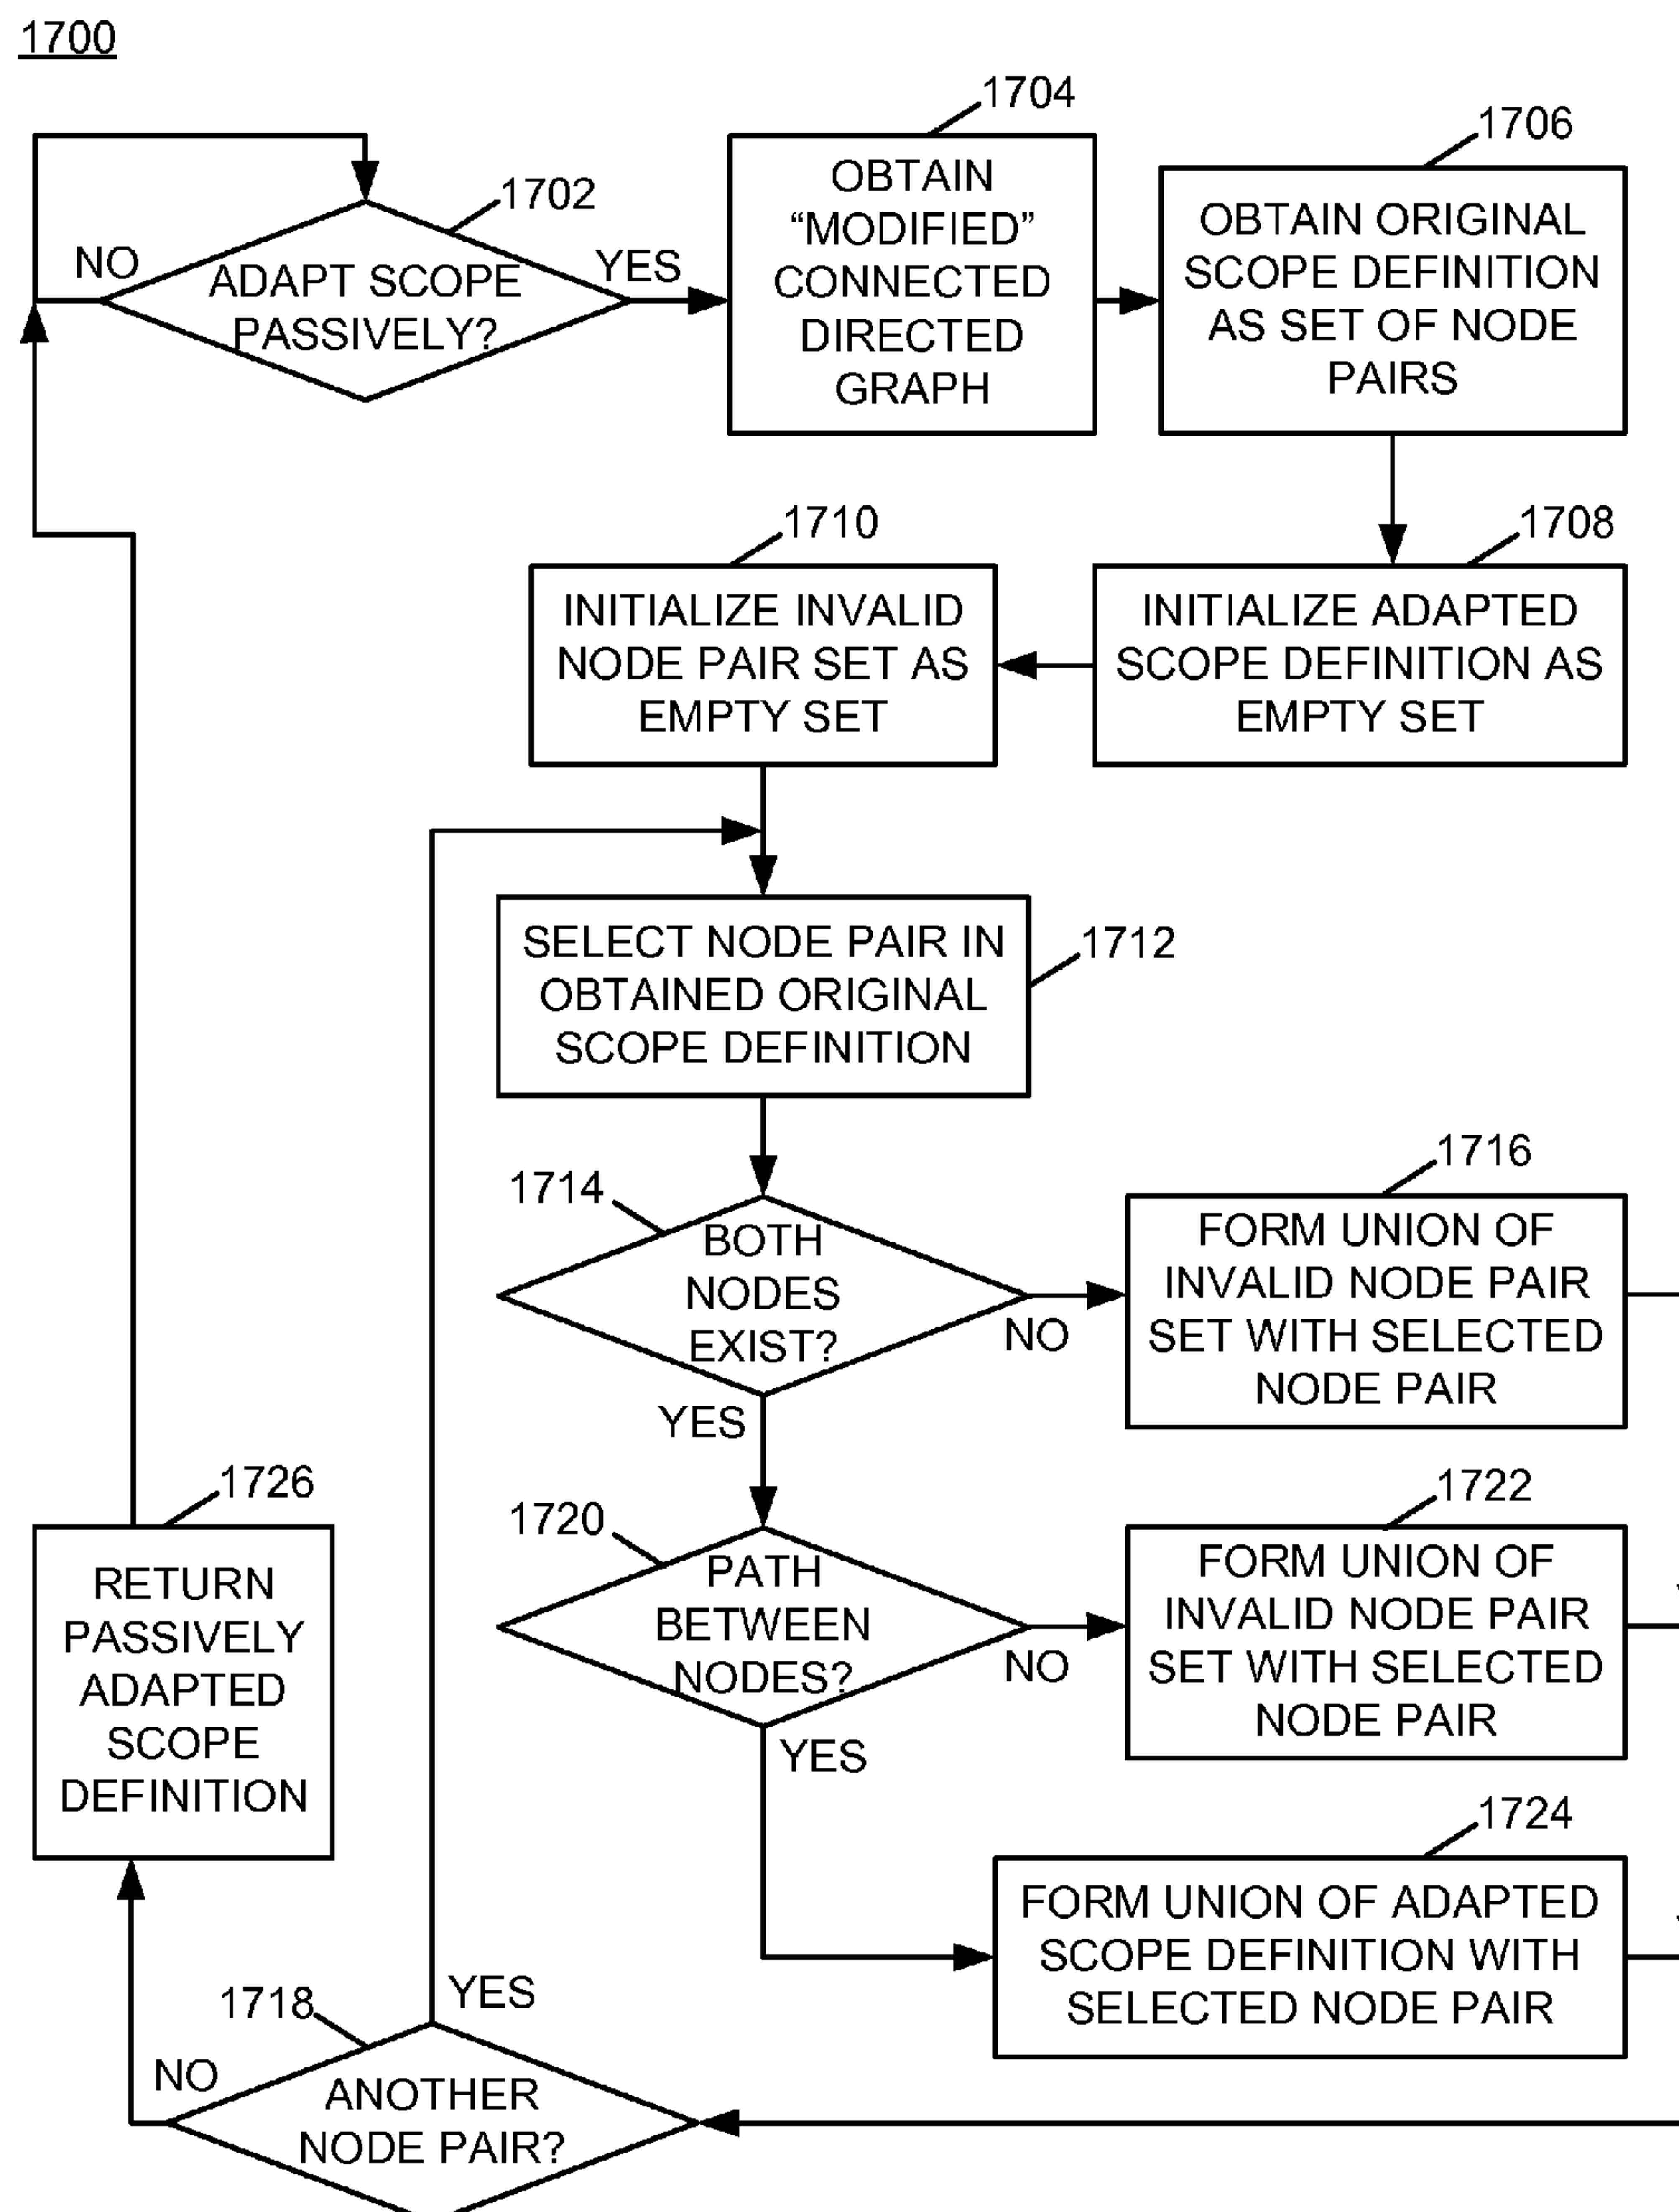 1700
1702
ADAPT SCOPE
PASSIVELY?
NO
YES
1704
OBTAIN
“MODIFIED”
CONNECTED
DIRECTED
GRAPH
1706
OBTAIN ORIGINAL
SCOPE DEFINITION
AS SET OF NODE
PAIRS
1708
INITIALIZE ADAPTED
SCOPE DEFINITION AS
EMPTY SET
1710
INITIALIZE INVALID
NODE PAIR SET AS
EMPTY SET
1712
SELECT NODE PAIR IN
OBTAINED ORIGINAL
SCOPE DEFINITION
1714
BOTH
NODES
EXIST?
NO
YES
1716
FORM UNION OF
INVALID NODE PAIR
SET WITH SELECTED
NODE PAIR
1720
PATH
BETWEEN
NODES?
NO
YES
1722
FORM UNION OF
INVALID NODE PAIR
SET WITH SELECTED
NODE PAIR
1724
FORM UNION OF ADAPTED
SCOPE DEFINITION WITH
SELECTED NODE PAIR
1718
ANOTHER
NODE PAIR?
YES
NO
1726
RETURN
PASSIVELY
ADAPTED
SCOPE
DEFINITION